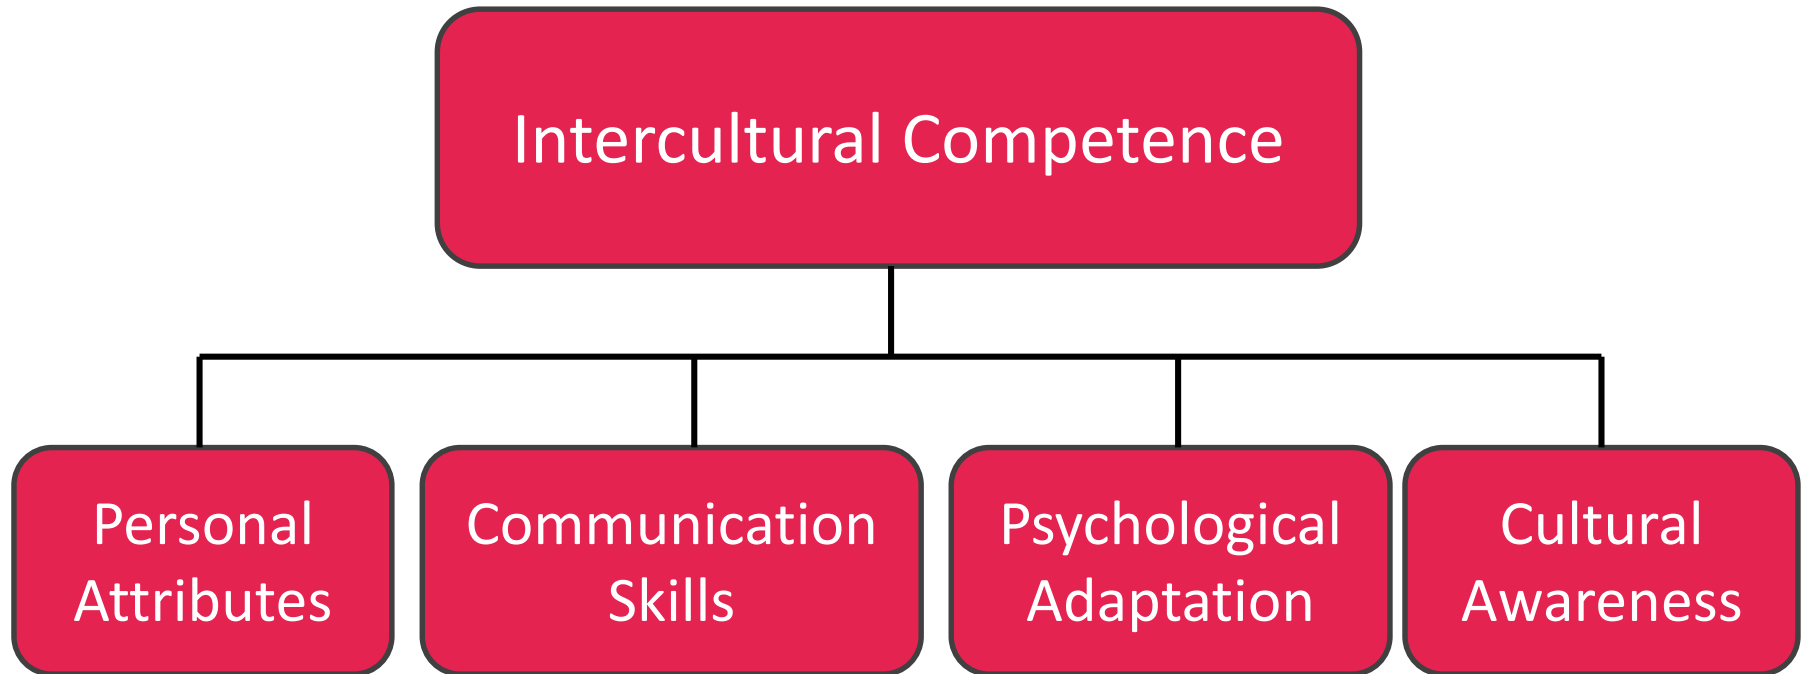 Intercultural Competence
Personal
Attributes
Communication
Skills
Psychological
Adaptation
Cultural
Awareness